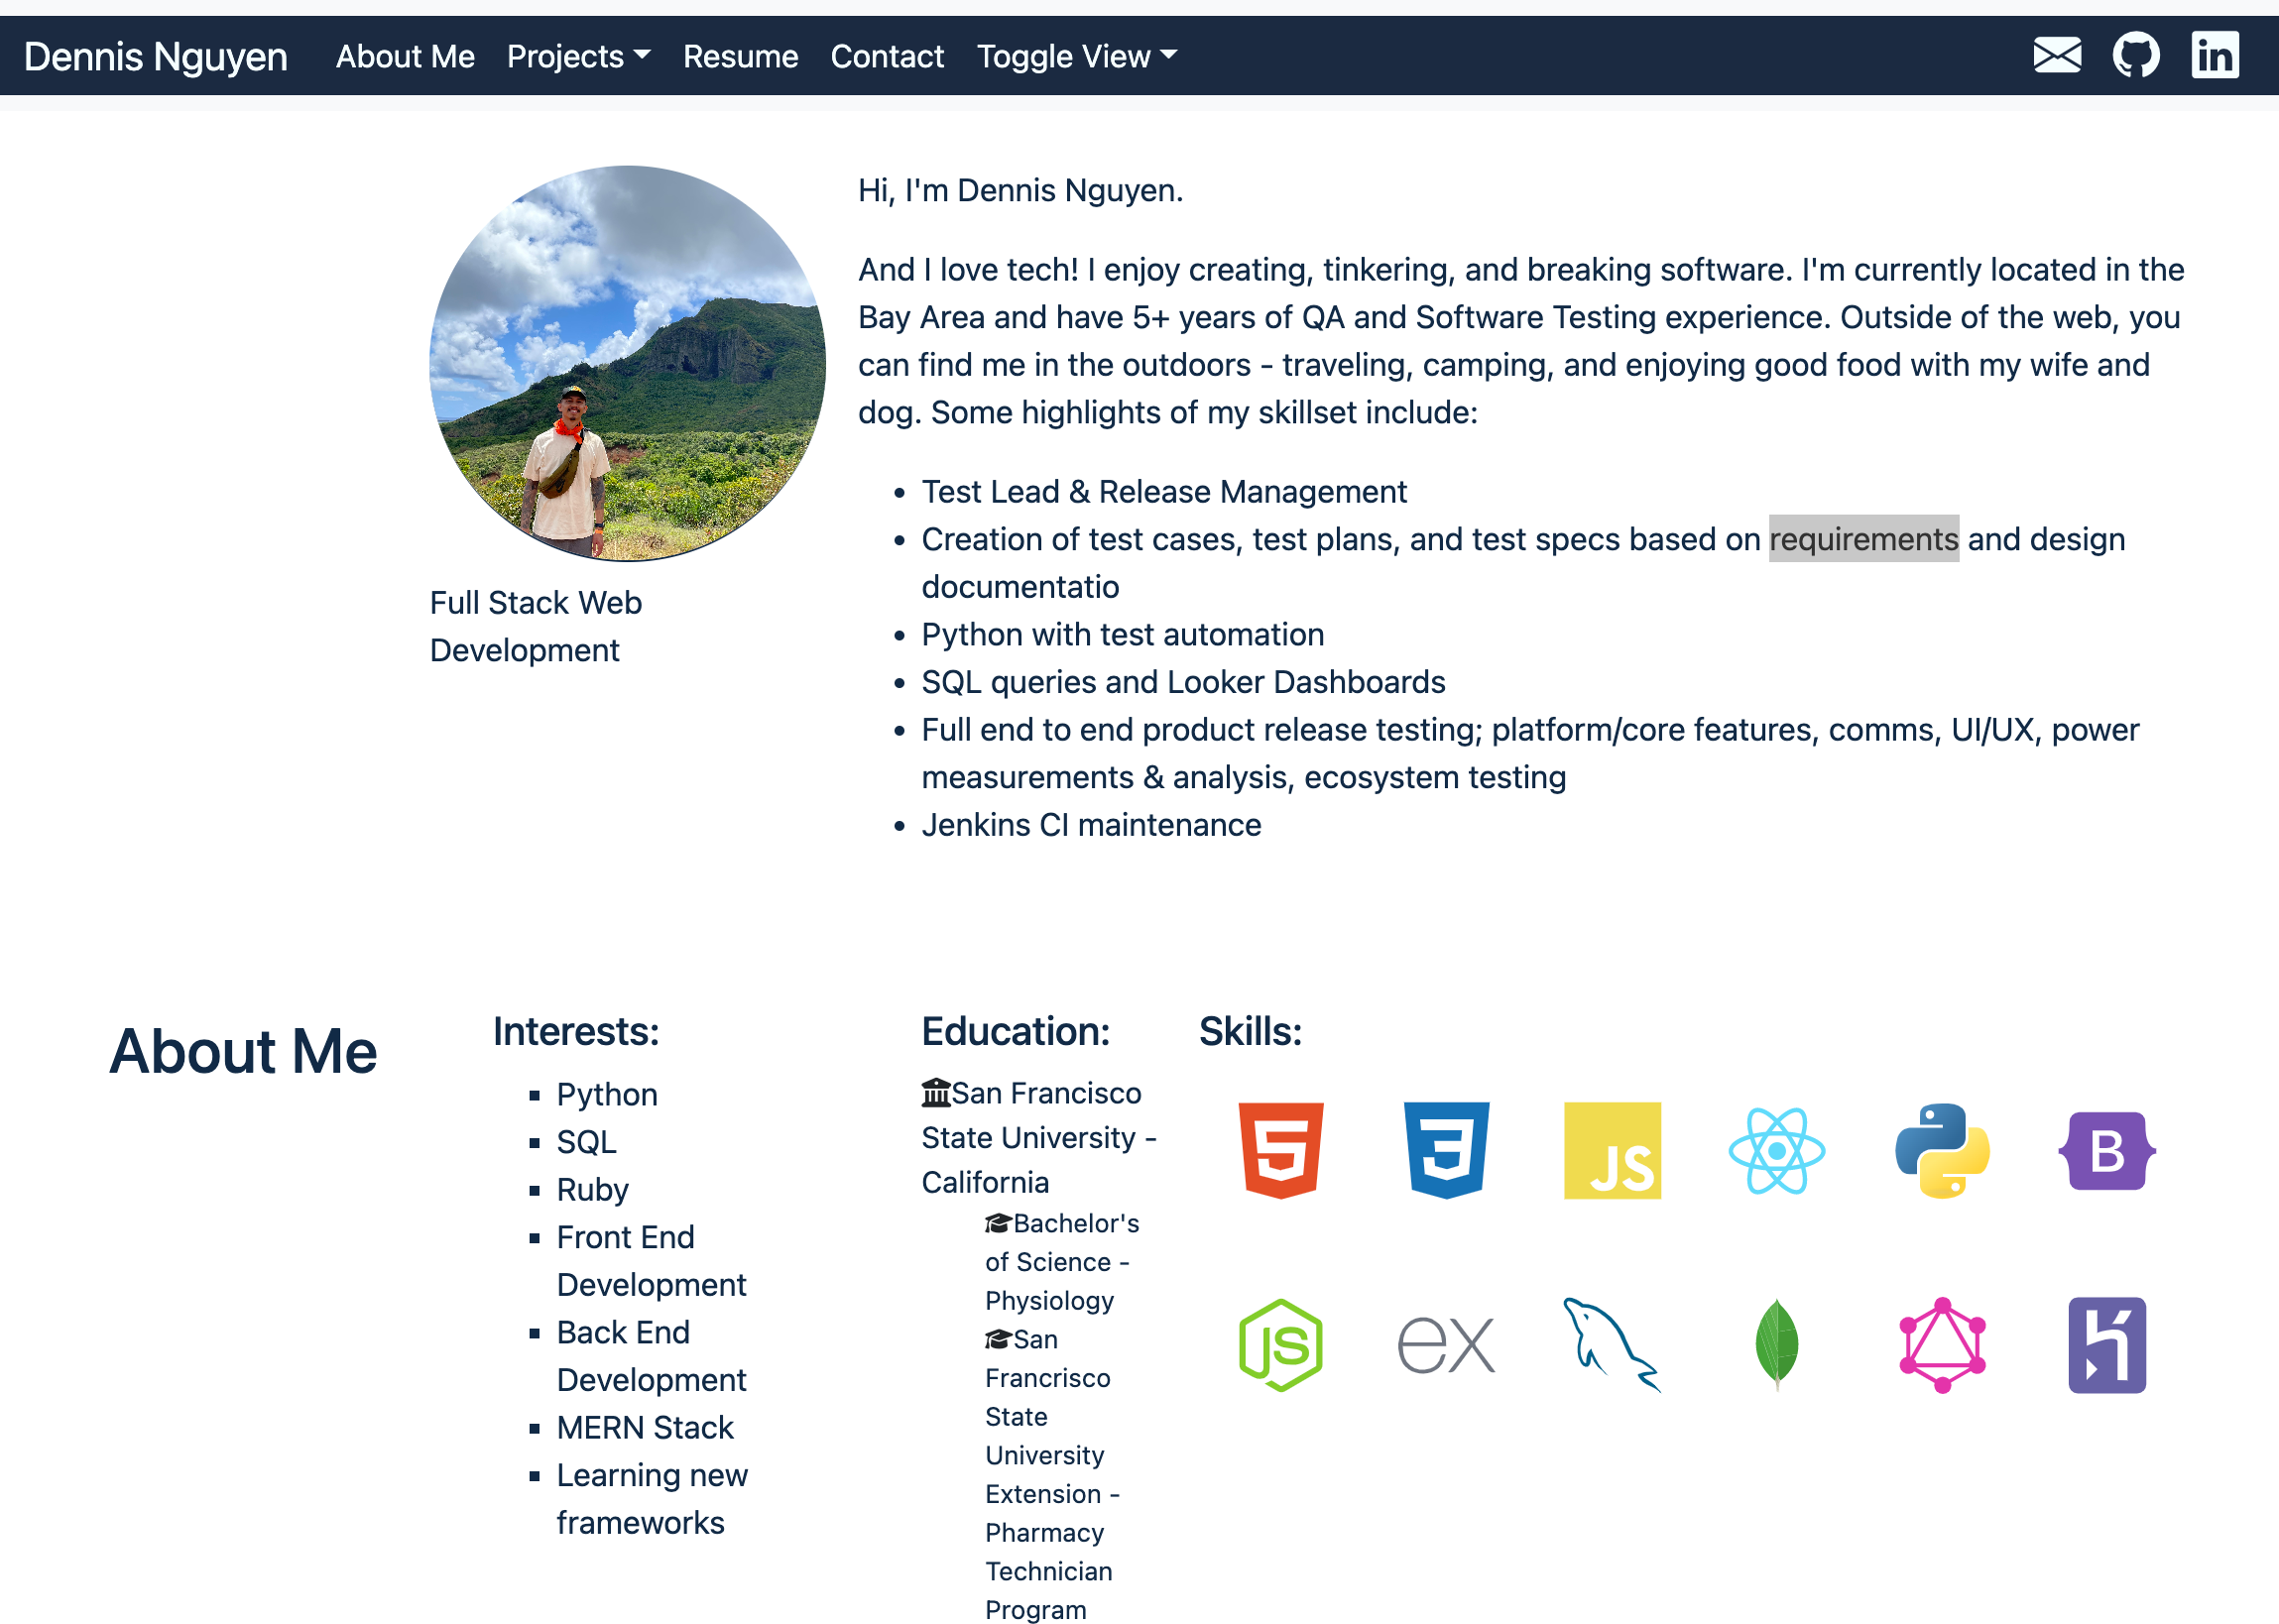 Dennis Nguyen About Me Projects Resume Contact Toggle View
Hi, I'm Dennis Nguyen.
And I love tech! I enjoy creating, tinkering, and breaking software. I'm currently located in the
Bay Area and have 5+ years of QA and Software Testing experience. Outside of the web, you
can find me in the outdoors - traveling, camping, and enjoying good food with my wife and
dog. Some highlights of my skillset include:
Test Lead & Release Management
Creation of test cases, test plans, and test specs based on requirements and design
documentatio
Python with test automation
SQL queries and Looker Dashboards
Full end to end product release testing; platform/core features, comms, UI/UX, power
measurements & analysis, ecosystem testing
Jenkins CI maintenance
Full Stack Web
Development
About Me
Interests:
Python
SQL
Ruby
Front End
Development
Back End
Development
MERN Stack
Learning new
frameworks
Education:
San Francisco
State University -
California
Bachelor's
of Science -
Physiology
San
Francrisco
State
University
Extension -
Pharmacy
Technician
Program
Skills:
JS
B
JS
ex